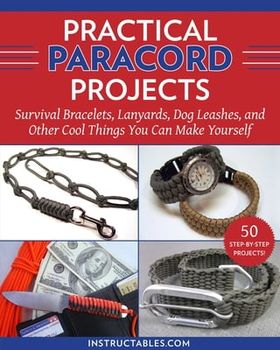 PRACTICAL
PARACORD
PROJECTS
Survival Bracelets, Lanyards, Dog Leashes, and
Other Cool Things You Can Make Yourself
50
STEP-BY-STEP
PROJECTS!
INSTRUCTABLES.COM